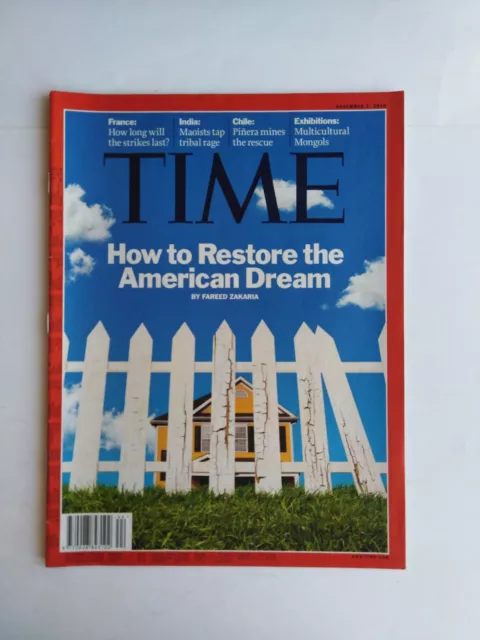 France:
How long will
the strikes last?
India:
Maoists tap
tribal rage
Chile:
Piñera mines
the rescue
Exhibitions:
Multicultural
Mongols
TIME
How to Restore the
American Dream
BY FAREED ZAKARIA